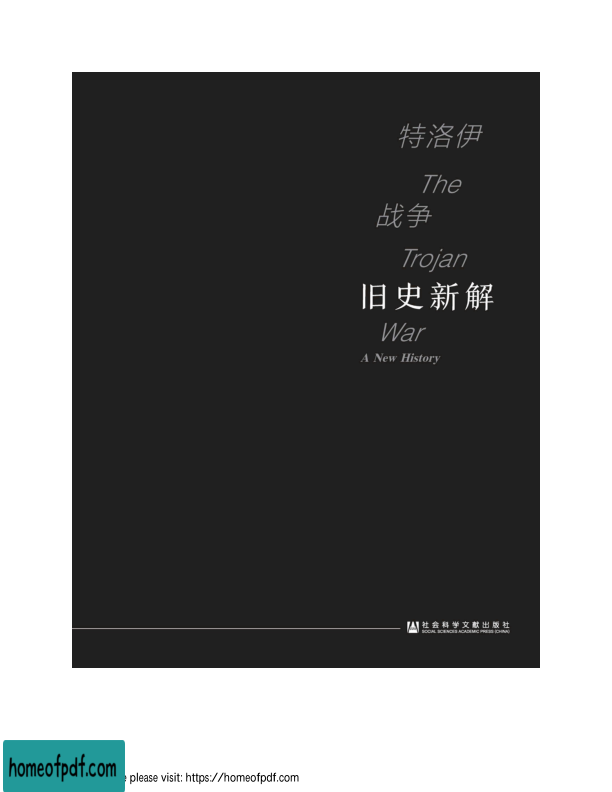 特洛伊
The
战争
Trojan
旧史新解
War
A New History
社会科学文献出版社
SOCIAL SCIENCES ACADEMIC PRESS (CHINA)
homeofpdf.com
e please visit: https://homeofpdf.com